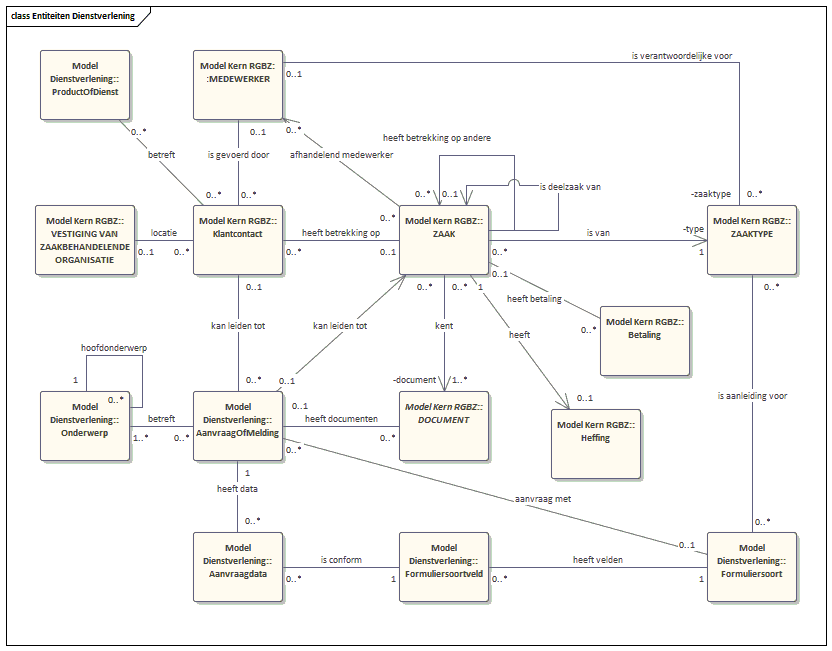 class Entiteiten Dienstverlening
Model
Dienstverlening::
ProductOfDienst
Model Kern RGBZ:
:MEDEWERKER
is verantwoordelijke voor
0..1
0..*
0..1
0..*
heeft betrekking op andere
betreft
is gevoerd door
afhandelend medewerker
is deelzaak van
0..*
0..*
0..*
0..1
-zaaktype
0..*
0..*
Model Kern RGBZ::
VESTIGING VAN
ZAAKBEHANDELENDE
ORGANISATIE
locatie
0..1
0..*
Model Kern RGBZ::
Klantcontact
heeft betrekking op
0..*
0..1
Model Kern RGBZ::
ZAAK
is van
0..*
-type
1
Model Kern RGBZ::
ZAAKTYPE
0..1
0..1
0..*
0..*
1
0..*
heeft betaling
kan leiden tot
kan leiden tot
kent
heeft
0..*
Model Kern RGBZ::
Betaling
hoofdonderwerp
1
0..*
0..*
0..1
-document
1..*
0..1
is aanleiding voor
Model
Dienstverlening::
Onderwerp
betreft
1..*
0..*
Model
Dienstverlening::
AanvraagOfMelding
0..1
heeft documenten
0..*
0..*
Model Kern RGBZ::
DOCUMENT
Model Kern RGBZ::
Heffing
1
heeft data
0..*
aanvraag met
0..1
0..*
Model
Dienstverlening::
Aanvraagdata
is conform
0..*
1
Model
Dienstverlening::
Formuliersoortveld
heeft velden
0..*
1
Model
Dienstverlening::
Formuliersoort